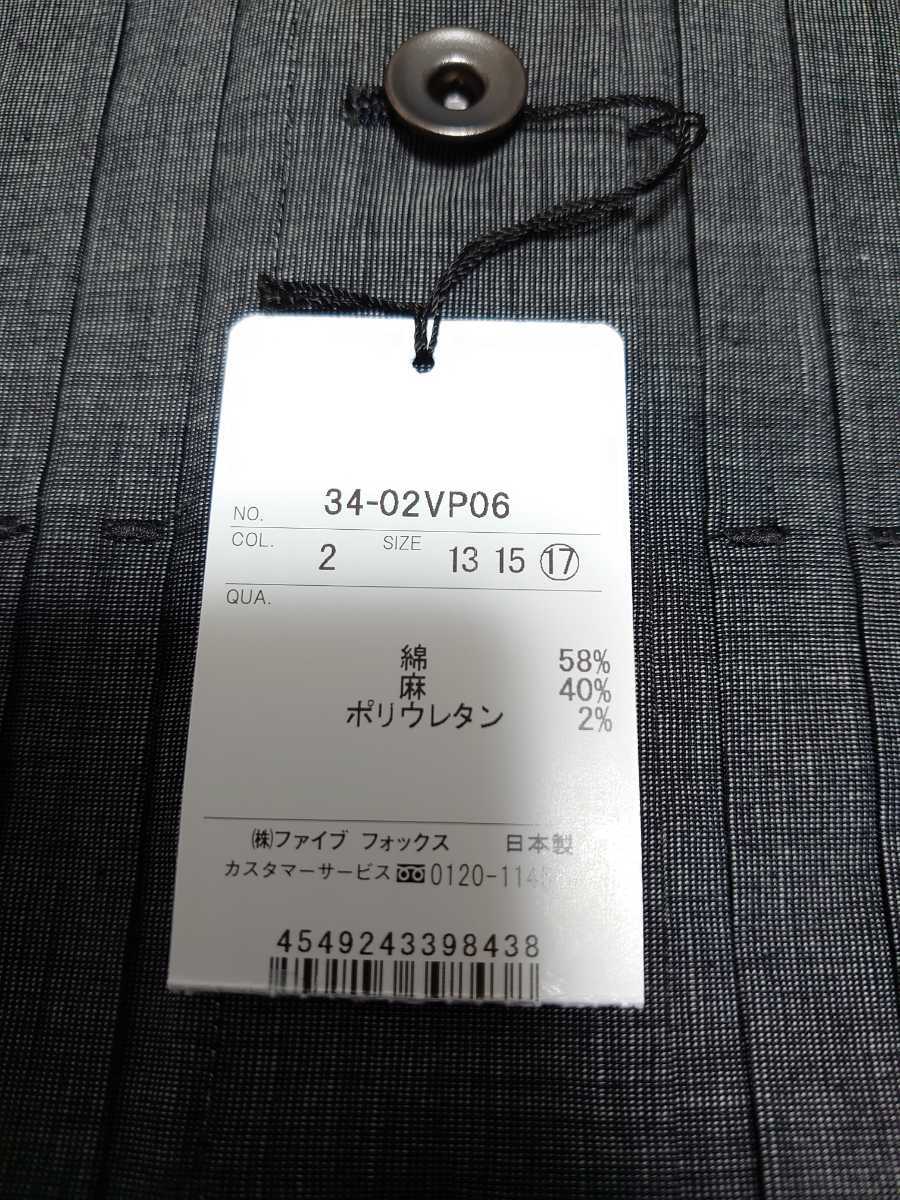 NO. 34-02VP06
COL. 2 SIZE 13 15 ⑰
QUA.
綿 58%
麻 40%
ポリウレタン 2%
㈱ファイブ フォックス 日本製
カスタマーサービス 0120-114
4549243398438